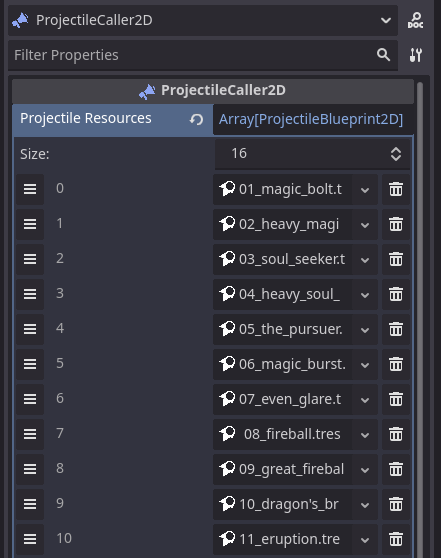 ProjectileCaller2D
DOC
Filter Properties
ProjectileCaller2D
Projectile Resources Array[ProjectileBlueprint2D]
Size: 16
0 01_magic_bolt.t
1 02_heavy_magi
2 03_soul_seeker.t
3 04_heavy_soul_
4 05_the_pursuer.
5 06_magic_burst.
6 07_even_glare.t
7 08_fireball.tres
8 09_great_firebal
9 10_dragon's_br
10 11_eruption.tre